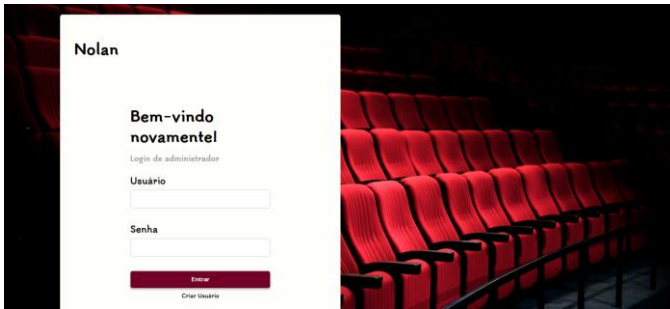 Nolan
Bem-vindo
novamente!
Login de administrador
Usuário
Senha
Entrar
Criar Usuário